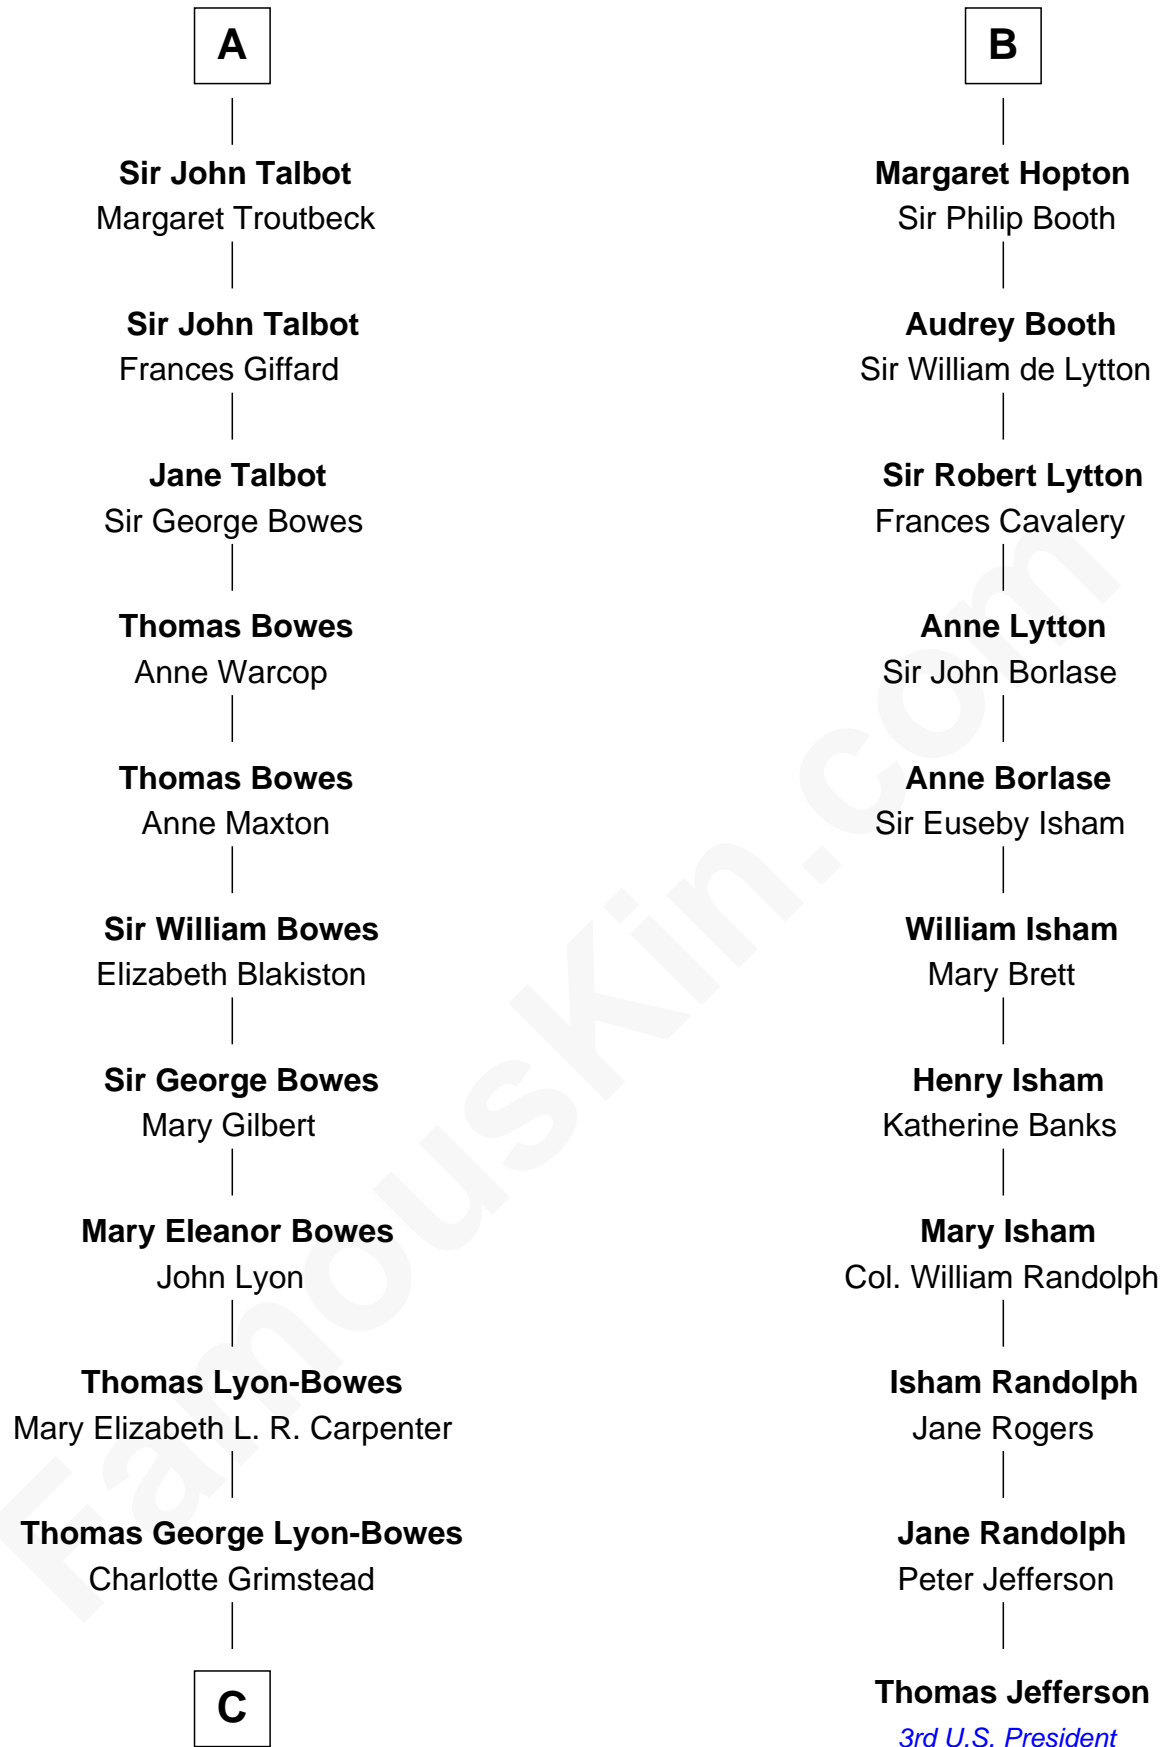 A
Sir John Talbot
Margaret Troutbeck
Sir John Talbot
Frances Giffard
Jane Talbot
Sir George Bowes
Thomas Bowes
Anne Warcop
Thomas Bowes
Anne Maxton
Sir William Bowes
Elizabeth Blakiston
Sir George Bowes
Mary Gilbert
Mary Eleanor Bowes
John Lyon
Thomas Lyon-Bowes
Mary Elizabeth L. R. Carpenter
Thomas George Lyon-Bowes
Charlotte Grimstead
C
B
Margaret Hopton
Sir Philip Booth
Audrey Booth
Sir William de Lytton
Sir Robert Lytton
Frances Cavalery
Anne Lytton
Sir John Borlase
Anne Borlase
Sir Euseby Isham
William Isham
Mary Brett
Henry Isham
Katherine Banks
Mary Isham
Col. William Randolph
Isham Randolph
Jane Rogers
Jane Randolph
Peter Jefferson
Thomas Jefferson
3rd U.S. President
FamousKin.com